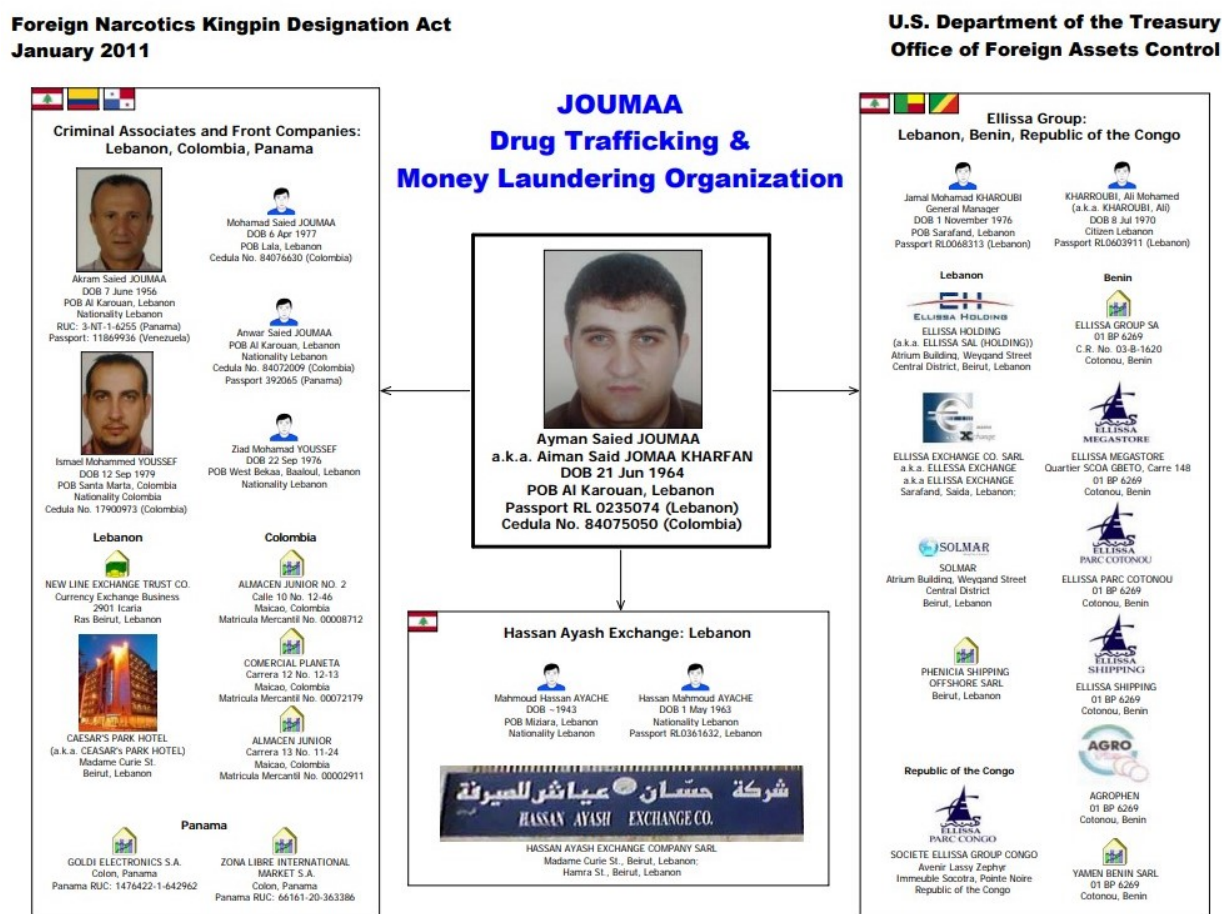 Foreign Narcotics Kingpin Designation Act
January 2011
U.S. Department of the Treasury
Office of Foreign Assets Control
JOUMAA
Drug Trafficking &
Money Laundering Organization
Criminal Associates and Front Companies:
Lebanon, Colombia, Panama
Akram Saied JOUMAA
DOB 7 June 1956
POB Al Karouan, Lebanon
Nationality Lebanon
RUC: 3-NT-1-6255 (Panama)
Passport: 11869936 (Venezuela)
Mohamad Saied JOUMAA
DOB 6 Apr 1977
POB Lala, Lebanon
Cedula No. 84076630 (Colombia)
Anwar Saied JOUMAA
POB Al Karouan, Lebanon
Nationality Lebanon
Cedula No. 84072009 (Colombia)
Passport 392065 (Panama)
Ismael Mohammed YOUSSEF
DOB 12 Sep 1979
POB Santa Marta, Colombia
Nationality Colombia
Cedula No. 17900973 (Colombia)
Ziad Mohamad YOUSSEF
DOB 22 Sep 1976
POB West Bekaa, Baaloul, Lebanon
Nationality Lebanon
Lebanon
NEW LINE EXCHANGE TRUST CO.
Currency Exchange Business
2901 Icaria
Ras Beirut, Lebanon
CAESAR'S PARK HOTEL
(a.k.a. CEASAR's PARK HOTEL)
Madame Curie St.
Beirut, Lebanon
Colombia
ALMACEN JUNIOR NO. 2
Calle 10 No. 12-46
Maicao, Colombia
Matricula Mercantil No. 00008712
COMERCIAL PLANETA
Carrera 12 No. 12-13
Maicao, Colombia
Matricula Mercantil No. 00072179
ALMACEN JUNIOR
Carrera 13 No. 11-24
Maicao, Colombia
Matricula Mercantil No. 00002911
Panama
GOLDI ELECTRONICS S.A.
Colon, Panama
Panama RUC: 1476422-1-642962
ZONA LIBRE INTERNATIONAL
MARKET S.A.
Colon, Panama
Panama RUC: 66161-20-363386
Ayman Saied JOUMAA
a.k.a. Aiman Said JOMAA KHARFAN
DOB 21 Jun 1964
POB Al Karouan, Lebanon
Passport RL 0235074 (Lebanon)
Cedula No. 84075050 (Colombia)
Hassan Ayash Exchange: Lebanon
Mahmoud Hassan AYACHE
DOB ~1943
POB Miziara, Lebanon
Nationality Lebanon
Hassan Mahmoud AYACHE
DOB 1 May 1963
Nationality Lebanon
Passport RL0361632, Lebanon
شركة حسّان عياش للصيرفة
HASSAN AYASH EXCHANGE CO.
HASSAN AYASH EXCHANGE COMPANY SARL
Madame Curie St., Beirut, Lebanon;
Hamra St., Beirut, Lebanon
Ellissa Group:
Lebanon, Benin, Republic of the Congo
Jamal Mohamad KHAROUBI
General Manager
DOB 1 November 1976
POB Sarafand, Lebanon
Passport RL0068313 (Lebanon)
KHARROUBI, Ali Mohamed
(a.k.a. KHAROUBI, Ali)
DOB 8 Jul 1970
Citizen Lebanon
Passport RL0603911 (Lebanon)
Lebanon
EH
ELLISSA HOLDING
ELLISSA HOLDING
(a.k.a. ELLISSA SAL (HOLDING))
Atrium Building, Weygand Street
Central District, Beirut, Lebanon
xchange
ELLISSA EXCHANGE CO. SARL
a.k.a. ELLESSA EXCHANGE
a.k.a ELLISSA EXCHANGE
Sarafand, Saida, Lebanon;
SOLMAR
SOLMAR
Atrium Building, Weygand Street
Central District
Beirut, Lebanon
PHENICIA SHIPPING
OFFSHORE SARL
Beirut, Lebanon
Republic of the Congo
ELLISSA
PARC CONGO
SOCIETE ELLISSA GROUP CONGO
Avenir Lassy Zephyr
Immeuble Socotra, Pointe Noire
Republic of the Congo
Benin
ELLISSA GROUP SA
01 BP 6269
C.R. No. 03-B-1620
Cotonou, Benin
ELLISSA
MEGASTORE
ELLISSA MEGASTORE
Quartier SCOA GBETO, Carre 148
01 BP 6269
Cotonou, Benin
ELLISSA
PARC COTONOU
ELLISSA PARC COTONOU
01 BP 6269
Cotonou, Benin
ELLISSA
SHIPPING
ELLISSA SHIPPING
01 BP 6269
Cotonou, Benin
AGRO
AGROPHEN
01 BP 6269
Cotonou, Benin
YAMEN BENIN SARL
01 BP 6269
Cotonou, Benin